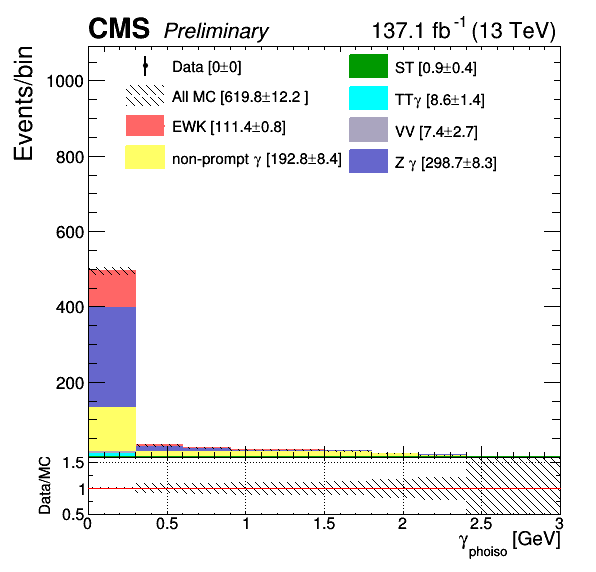 CMS Preliminary 137.1 fb⁻¹ (13 TeV)
Events/bin
1000
800
600
400
200
Data [0±0]
All MC [619.8±12.2 ]
EWK [111.4±0.8]
non-prompt γ [192.8±8.4]
ST [0.9±0.4]
TTγ [8.6±1.4]
VV [7.4±2.7]
Z γ [298.7±8.3]
Data/MC
1.5
1
0.5
0 0.5 1 1.5 2 2.5 3
γphoiso [GeV]